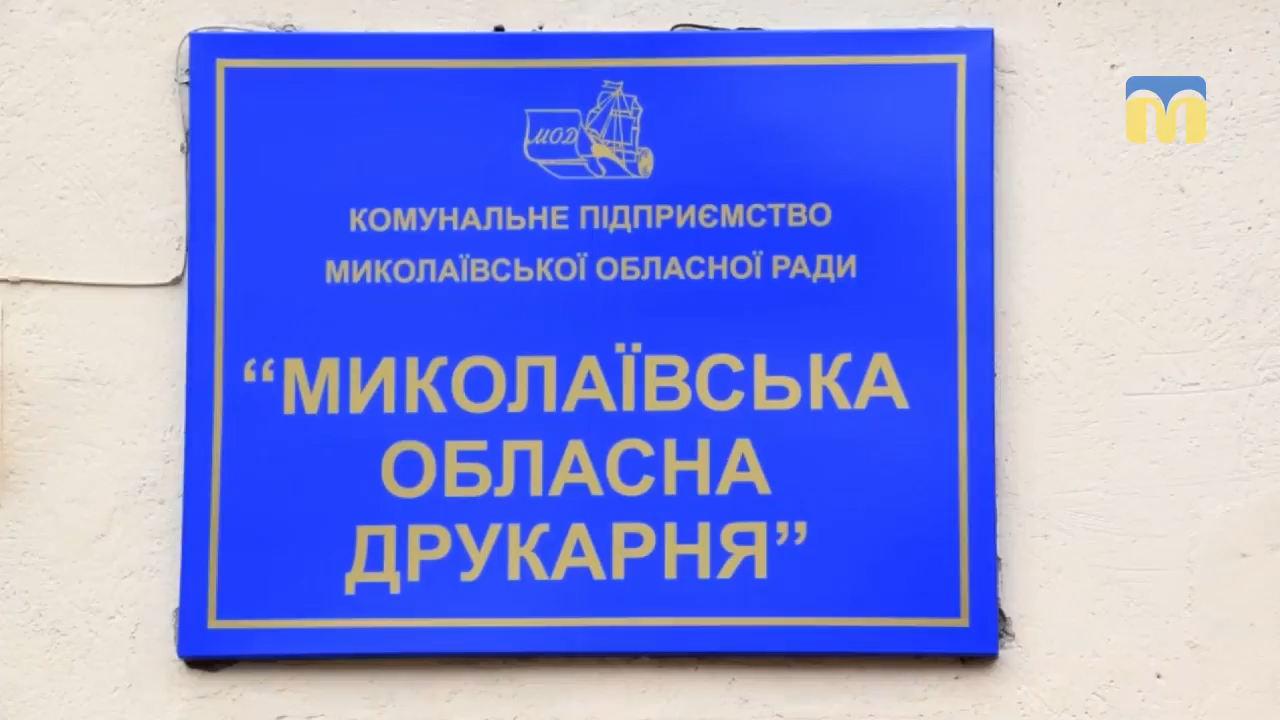 МОД
КОМУНАЛЬНЕ ПІДПРИЄМСТВО
МИКОЛАЇВСЬКОЇ ОБЛАСНОЇ РАДИ
“МИКОЛАЇВСЬКА
ОБЛАСНА
ДРУКАРНЯ”